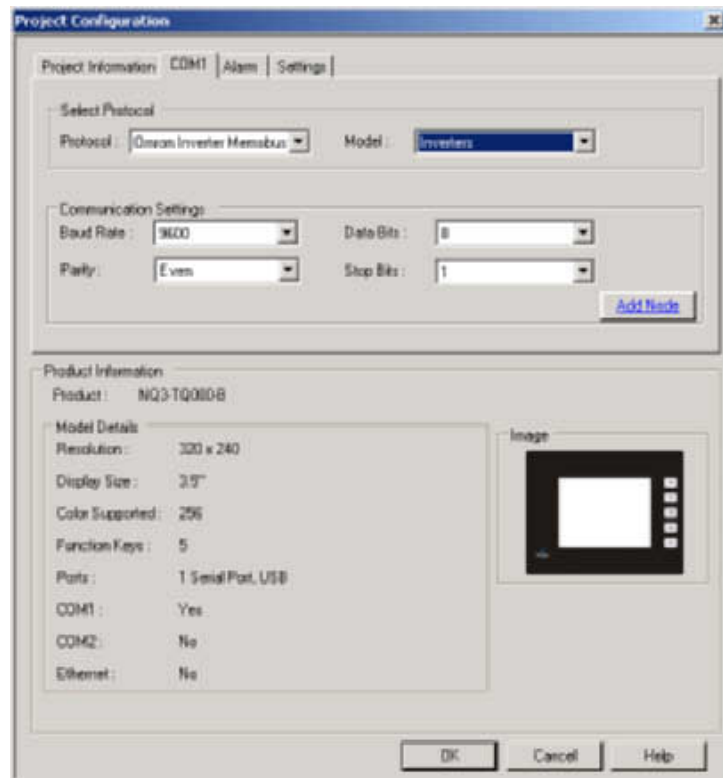 Project Configuration
Project Information COM1 Alarm Settings
Select Protocol
Protocol : Omron Inverter Memobus Model : Inverters
Communication Settings
Baud Rate : 9600 Data Bits : 8
Parity : Even Stop Bits : 1
Add Node
Product Information
Product : NQ3-TQ000-B
Model Details
Image
Resolution : 320 x 240
Display Size : 3.5"
Color Supported : 256
Function Keys : 5
Ports : 1 Serial Port, USB
COM1 : Yes
COM2 : No
Ethernet : No
OK Cancel Help